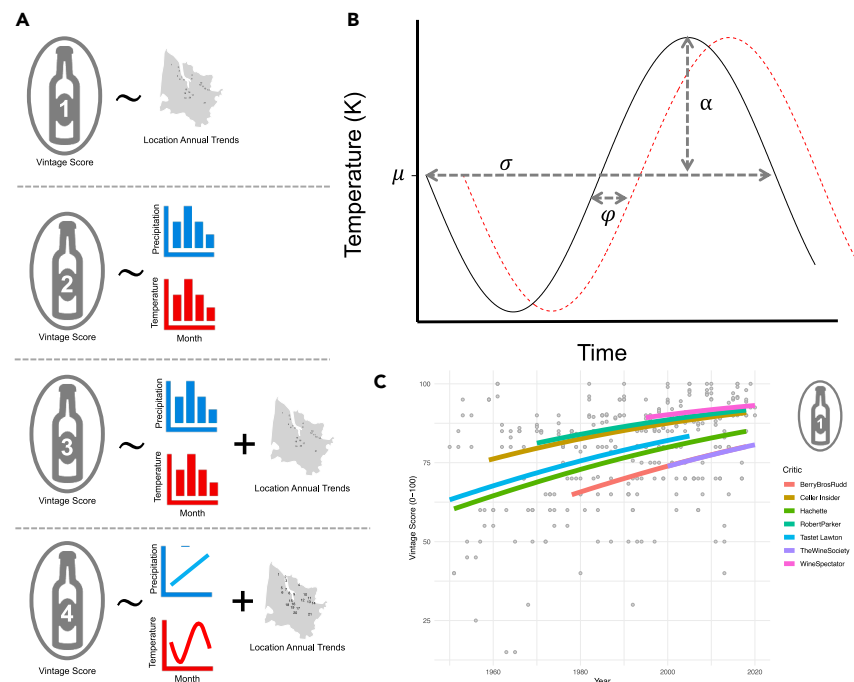 A
1
~
Vintage Score
Location Annual Trends
2
~
Vintage Score
Precipitation
Temperature
Month
3
~
Vintage Score
Precipitation
Temperature
Month
+
Location Annual Trends
4
~
Vintage Score
Precipitation
Temperature
Month
+
Location Annual Trends
B
Temperature (K)
μ
σ
α
φ
Time
C
Vintage Score (0−100)
100
75
50
25
1960
1980
2000
2020
Year
1
Critic
BerryBrosRudd
Celler Insider
Hachette
RobertParker
Tastet Lawton
TheWineSociety
WineSpectator